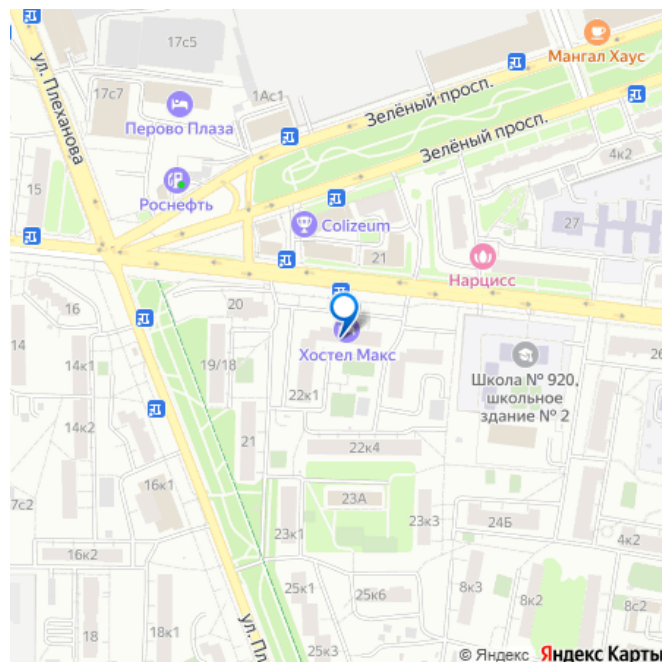 17с5
Мангал Хаус
ул. Плеханова
17с7
1Ас1
Перово Плаза
Зелёный просп.
Зелёный просп.
4к2
15
Роснефть
Colizeum
27
21
Нарцисс
16
20
14
Хостел Макс
19/18
Школа № 920,
школьное
здание № 2
22к1
14к2
21
22к4
16к1
7с2
23А
23к1
23к3
24Б
4к2
16к2
25к1
25к6
8к3
8к2
8с2
ул. Пл
18
18к1
25к3
© Яндекс Яндекс Карты